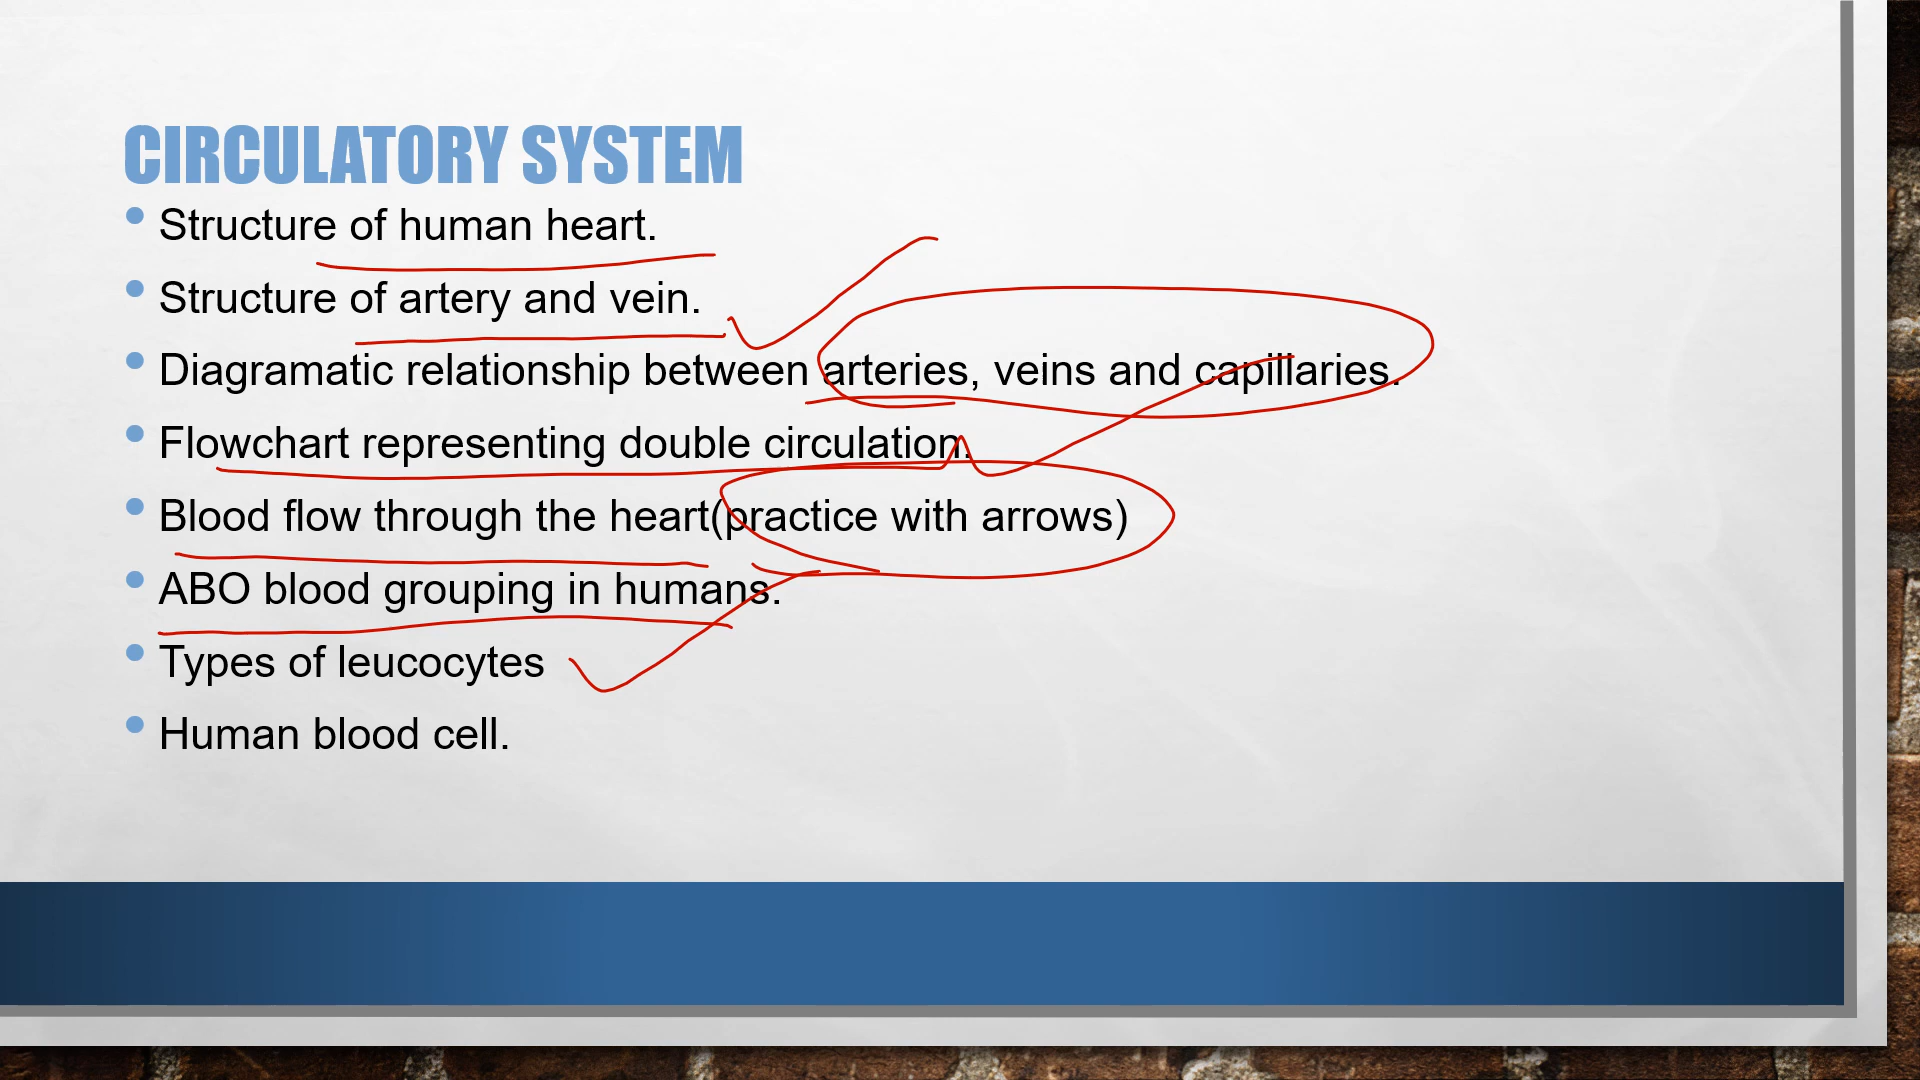 CIRCULATORY SYSTEM
• Structure of human heart.
• Structure of artery and vein.
• Diagramatic relationship between arteries, veins and capillaries.
• Flowchart representing double circulation.
• Blood flow through the heart(practice with arrows)
• ABO blood grouping in humans.
• Types of leucocytes
• Human blood cell.